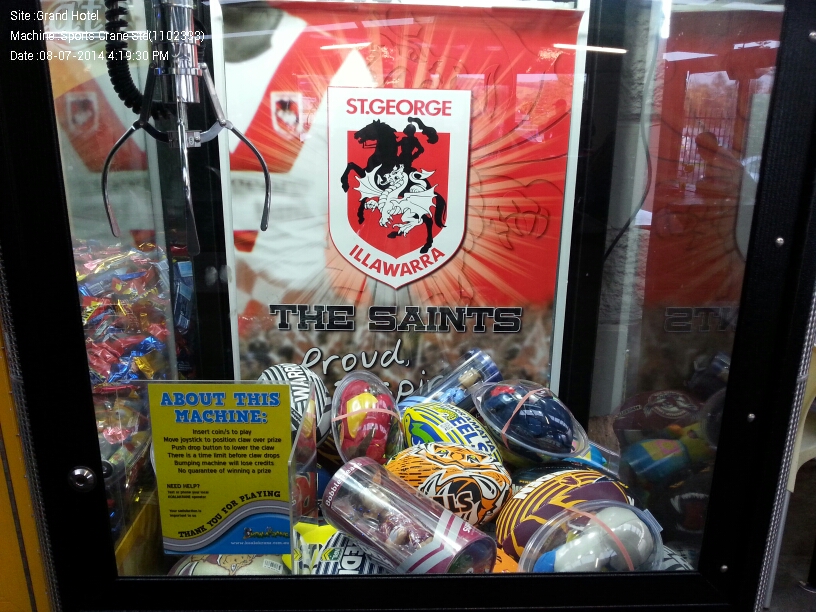 Site :Grand Hotel
Machine :Sports Crane Std(1102333)
Date :08-07-2014 4:19:30 PM
ST.GEORGE
ILLAWARRA
THE SAINTS
Proud,
WARR
EELS
ABOUT THIS
MACHINE:
Insert coin/s to play
Move joystick to position claw over prize
Push drop button to lower the claw
There is a time limit before claw drops
Bumping machine will lose credits
No guarantee of winning a prize
NEED HELP?
THANK YOU FOR PLAYING